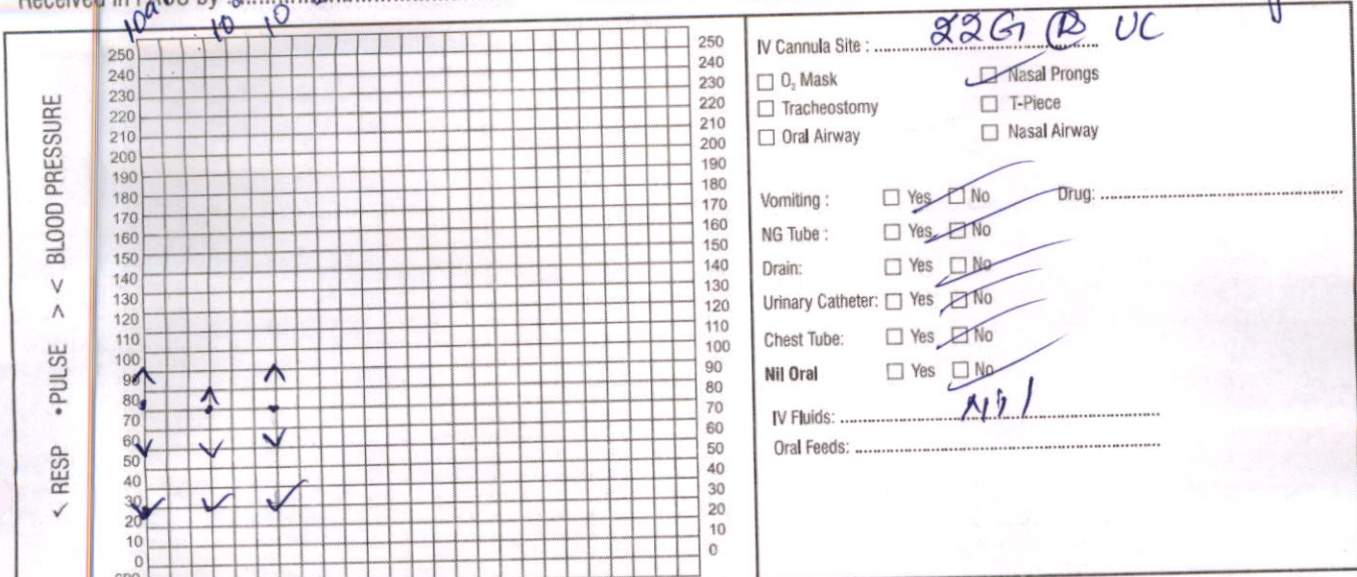 Received in PACU by
10 10 10
250 250
240 240
230 230
220 220
210 210
200 200
190 190
180 180
170 170
160 160
150 150
140 140
130 130
120 120
110 110
100 100
90 90
80 80
70 70
60 60
50 50
40 40
30 30
20 20
10 10
0 0
SPO
< RESP • PULSE > < BLOOD PRESSURE
IV Cannula Site : 22G Ⓡ UC
☐ O₂ Mask ☐ Nasal Prongs
☐ Tracheostomy ☐ T-Piece
☐ Oral Airway ☐ Nasal Airway
Vomiting : ☐ Yes ☐ No Drug:
NG Tube : ☐ Yes ☐ No
Drain: ☐ Yes ☐ No
Urinary Catheter: ☐ Yes ☐ No
Chest Tube: ☐ Yes ☐ No
Nil Oral ☐ Yes ☐ No
IV Fluids: Nil
Oral Feeds: